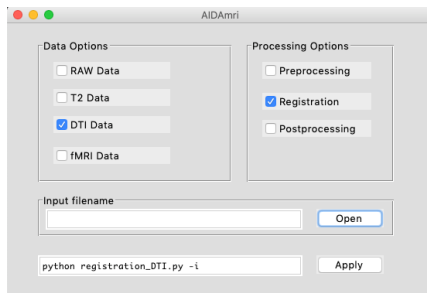 AIDAmri
Data Options
RAW Data
T2 Data
DTI Data
fMRI Data
Processing Options
Preprocessing
Registration
Postprocessing
Input filename
Open
python registration_DTI.py -i
Apply